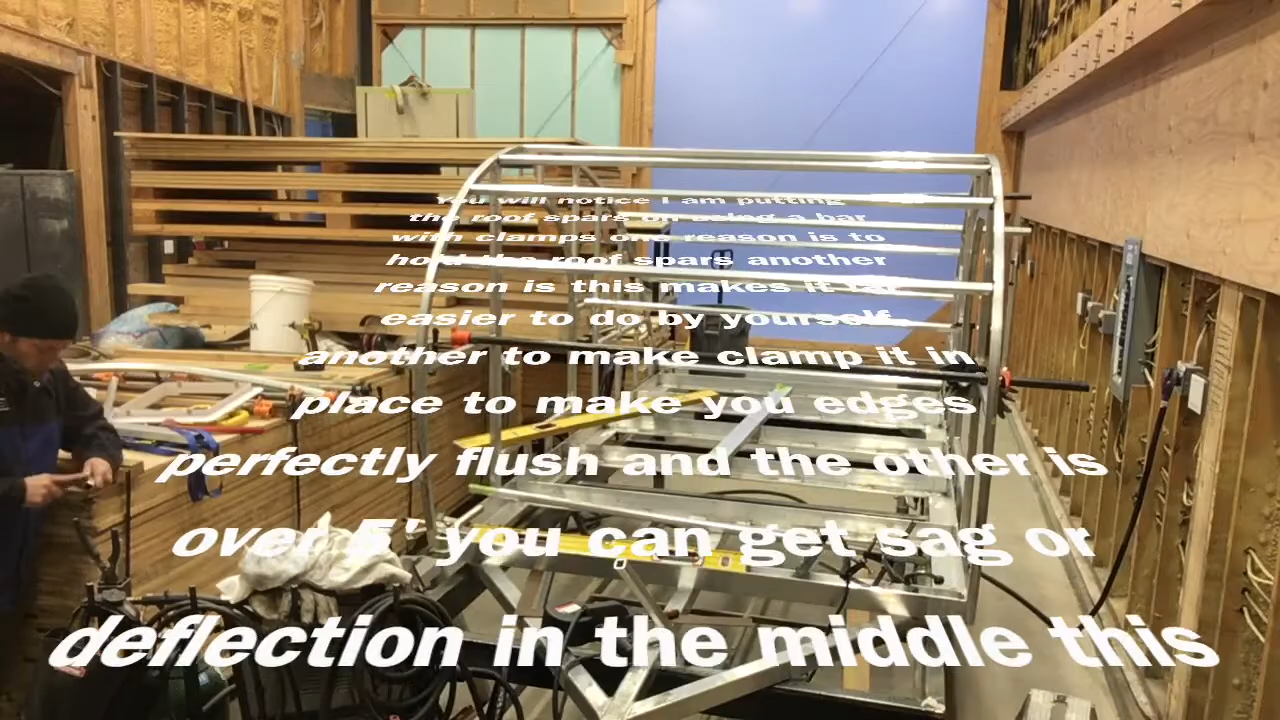 You will notice I am putting
the roof spars on using a bar
with clamps one reason is to
hold the roof spars another
reason is this makes it far
easier to do by yourself,
another to make clamp it in
place to make you edges
perfectly flush and the other is
over 5' you can get sag or
deflection in the middle this